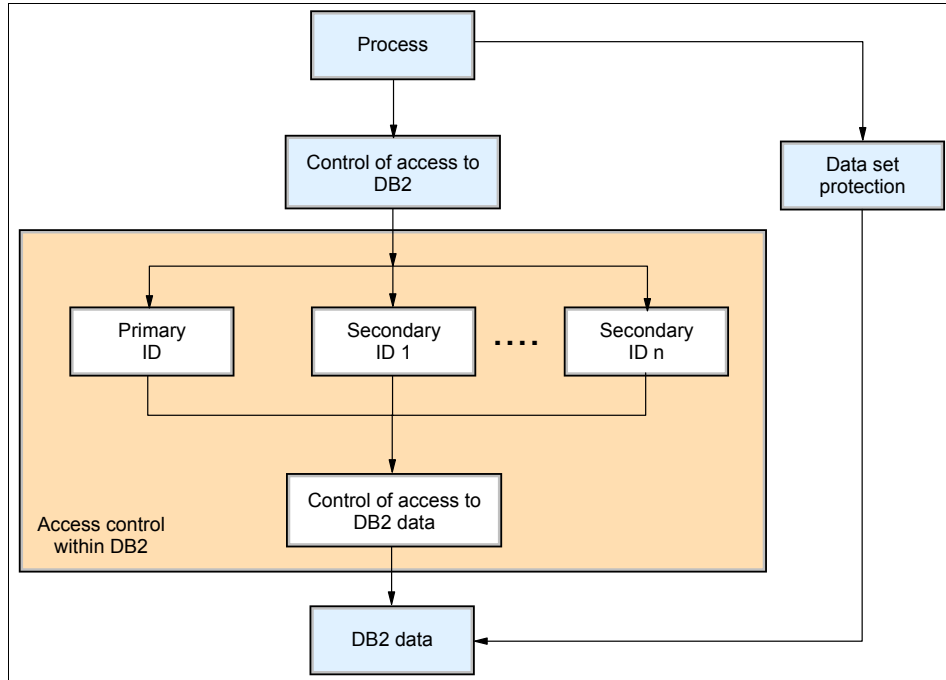 Process
Control of access to
DB2
Data set
protection
Primary
ID
Secondary
ID 1
....
Secondary
ID n
Control of access to
DB2 data
Access control
within DB2
DB2 data